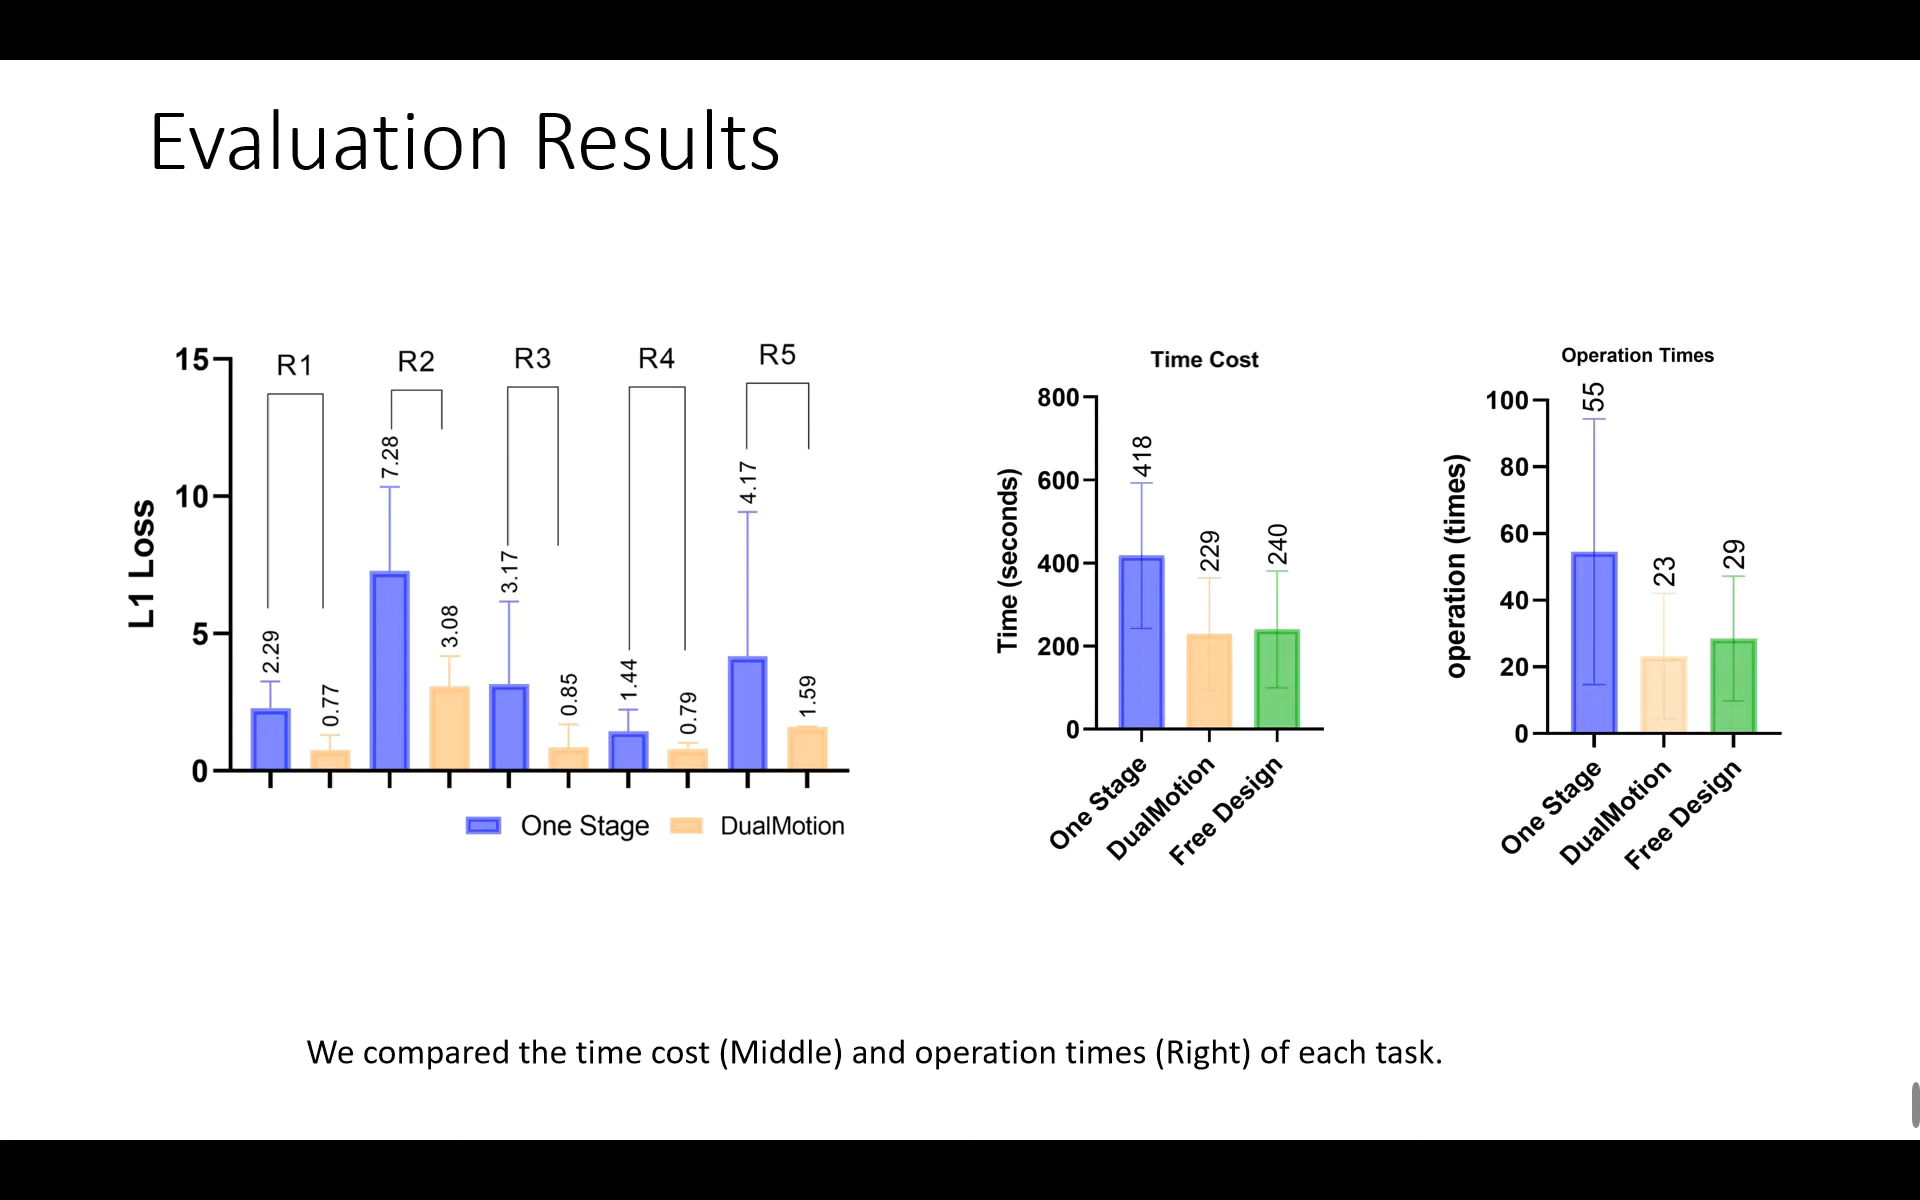 Evaluation Results
R1
R2
R3
R4
R5
15
10
5
0
L1 Loss
2.29
0.77
7.28
3.08
3.17
0.85
1.44
0.79
4.17
1.59
One Stage
DualMotion
Time Cost
800
600
400
200
0
Time (seconds)
418
229
240
One Stage
DualMotion
Free Design
Operation Times
100
80
60
40
20
0
operation (times)
55
23
29
One Stage
DualMotion
Free Design
We compared the time cost (Middle) and operation times (Right) of each task.